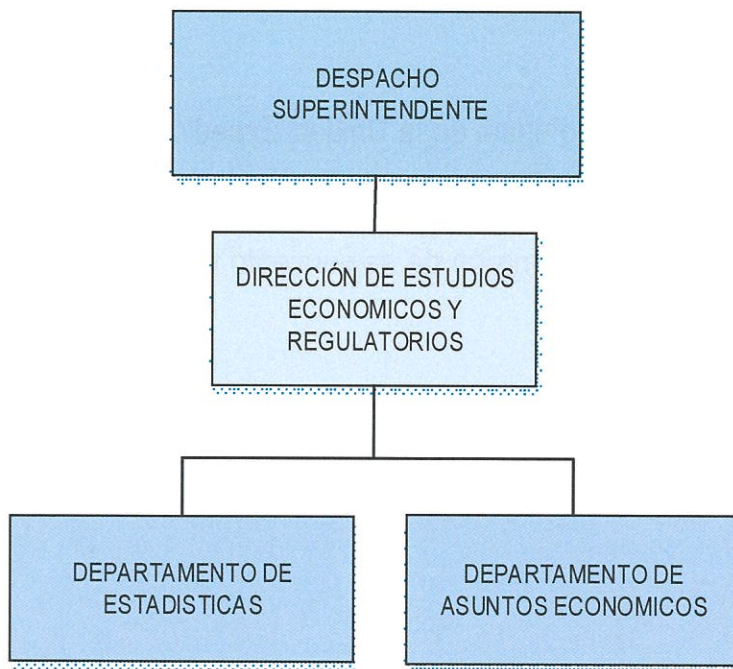 DESPACHO
SUPERINTENDENTE
DIRECCIÓN DE ESTUDIOS
ECONOMICOS Y
REGULATORIOS
DEPARTAMENTO DE
ESTADISTICAS
DEPARTAMENTO DE
ASUNTOS ECONOMICOS